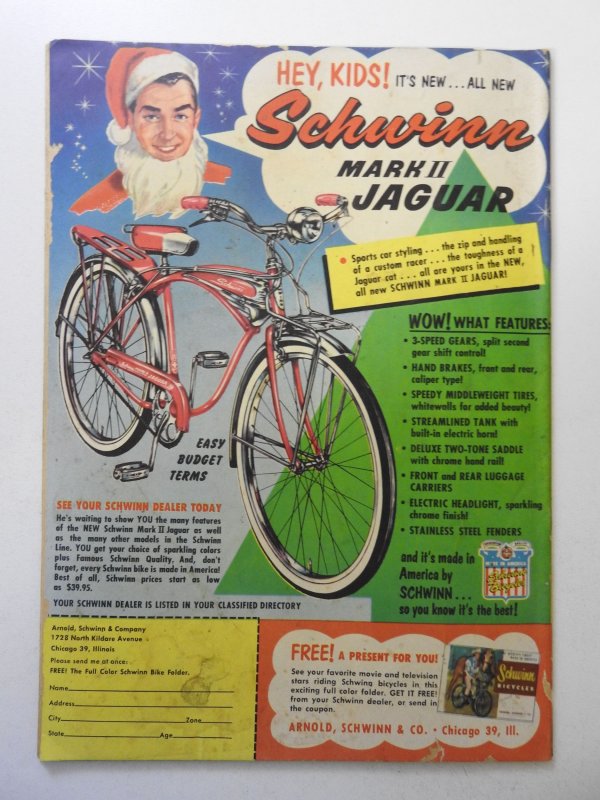 HEY, KIDS! IT'S NEW...ALL NEW
Schwinn
MARK II
JAGUAR
• Sports car styling . . . the zip and handling
of a custom racer . . . the toughness of a
Jaguar cat . . . all are yours in the NEW,
all new SCHWINN MARK II JAGUAR!
WOW! WHAT FEATURES:
• 3-SPEED GEARS, split second
gear shift control!
• HAND BRAKES, front and rear,
caliper type!
• SPEEDY MIDDLEWEIGHT TIRES,
whitewalls for added beauty!
• STREAMLINED TANK with
built-in electric horn!
• DELUXE TWO-TONE SADDLE
with chrome hand rail!
• FRONT and REAR LUGGAGE
CARRIERS
• ELECTRIC HEADLIGHT, sparkling
chrome finish!
• STAINLESS STEEL FENDERS
and it's made in
America by
SCHWINN...
so you know it's the best!
Schwinn
EASY
BUDGET
TERMS
SEE YOUR SCHWINN DEALER TODAY
He's waiting to show YOU the many features
of the NEW Schwinn Mark II Jaguar as well
as the many other models in the Schwinn
Line. YOU get your choice of sparkling colors
plus Famous Schwinn Quality. And, don't
forget, every Schwinn bike is made in America!
Best of all, Schwinn prices start as low
as $39.95.
YOUR SCHWINN DEALER IS LISTED IN YOUR CLASSIFIED DIRECTORY
Arnold, Schwinn & Company
1728 North Kildare Avenue
Chicago 39, Illinois
Please send me at once:
FREE! The Full Color Schwinn Bike Folder.
Name
Address
City Zone
State Age
FREE! A PRESENT FOR YOU!
See your favorite movie and television
stars riding Schwinn bicycles in this
exciting full color folder. GET IT FREE!
from your Schwinn dealer, or send in
the coupon.
Schwinn
BICYCLES
ARNOLD, SCHWINN & CO. • Chicago 39, Ill.